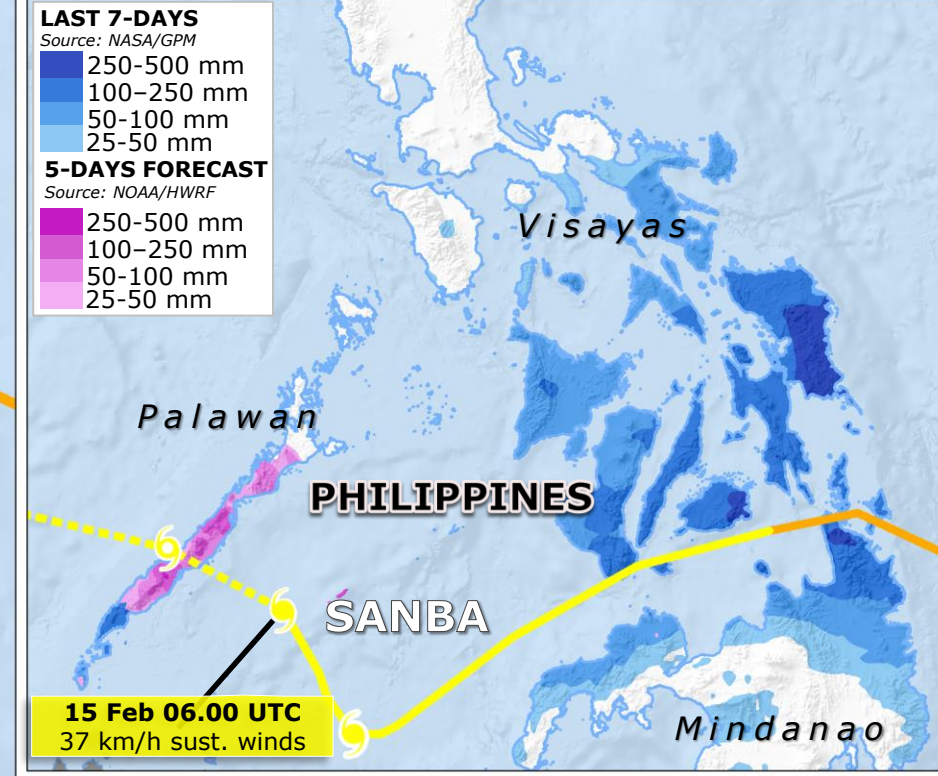 LAST 7-DAYS
Source: NASA/GPM
250-500 mm
100–250 mm
50-100 mm
25-50 mm
5-DAYS FORECAST
Source: NOAA/HWRF
250-500 mm
100–250 mm
50-100 mm
25-50 mm
Visayas
Palawan
PHILIPPINES
SANBA
15 Feb 06.00 UTC
37 km/h sust. winds
Mindanao